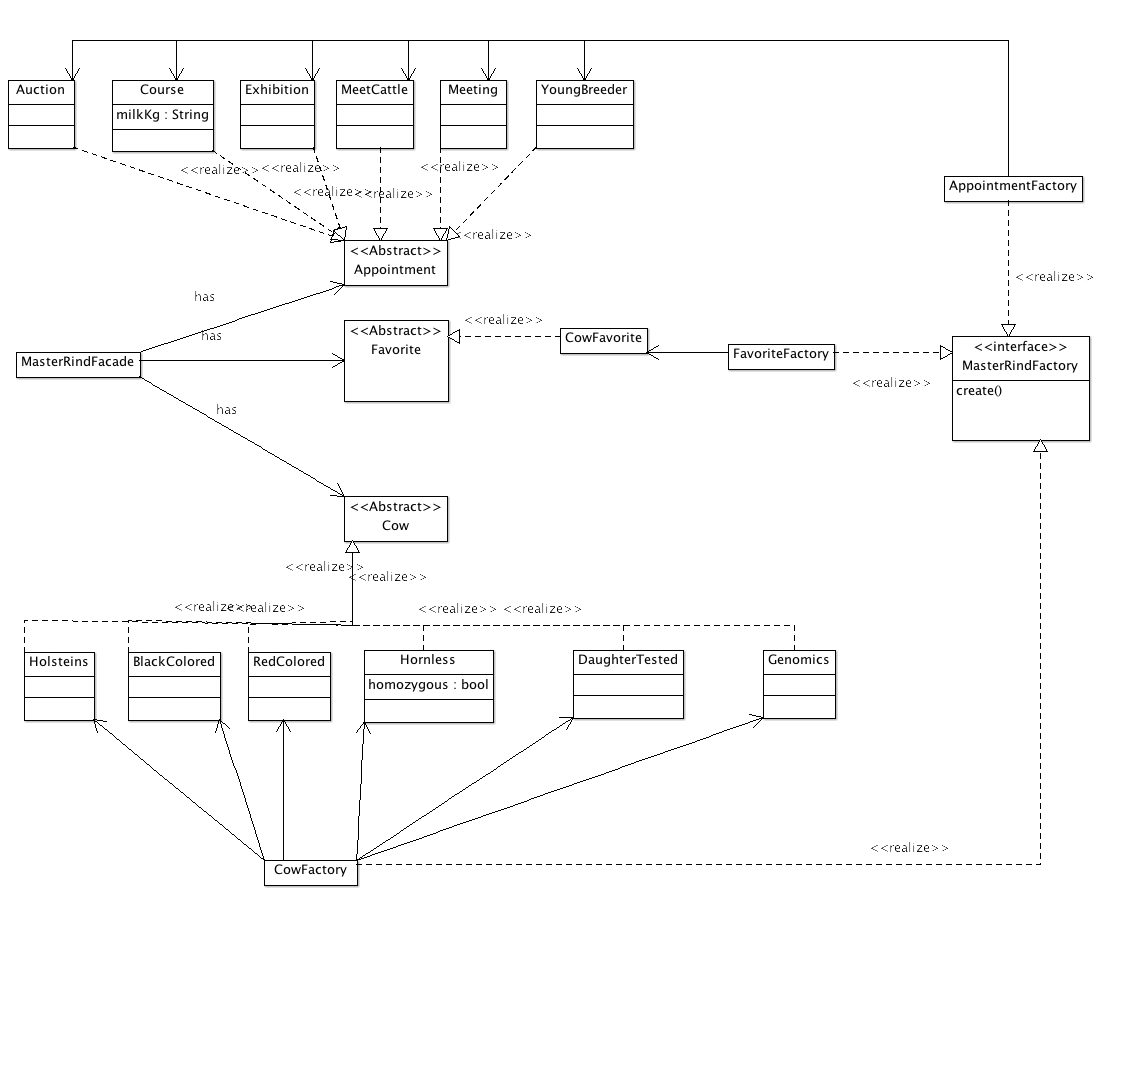 Auction
Course
milkKg : String
Exhibition
MeetCattle
Meeting
YoungBreeder
<<realize>>
<<realize>>
<<realize>>
<<realize>>
<<realize>>
<<realize>>
AppointmentFactory
<<Abstract>>
Appointment
<<realize>>
has
has
has
MasterRindFacade
<<Abstract>>
Favorite
<<realize>>
CowFavorite
FavoriteFactory
<<realize>>
<<interface>>
MasterRindFactory
create()
<<Abstract>>
Cow
<<realize>>
<<realize>>
<<realize>>
<<realize>>
<<realize>>
<<realize>>
Holsteins
BlackColored
RedColored
Hornless
homozygous : bool
DaughterTested
Genomics
<<realize>>
CowFactory